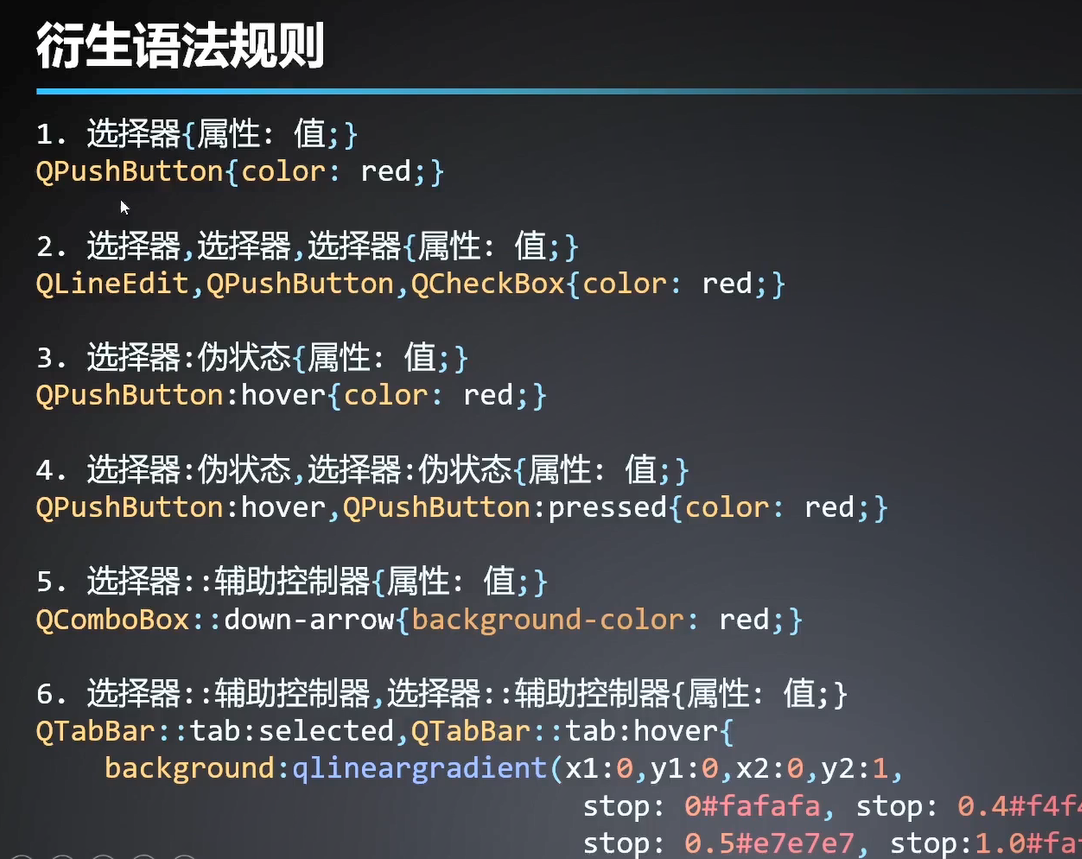 衍生语法规则
1. 选择器{属性: 值;}
QPushButton{color: red;}
2. 选择器,选择器,选择器{属性: 值;}
QLineEdit,QPushButton,QCheckBox{color: red;}
3. 选择器:伪状态{属性: 值;}
QPushButton:hover{color: red;}
4. 选择器:伪状态,选择器:伪状态{属性: 值;}
QPushButton:hover,QPushButton:pressed{color: red;}
5. 选择器::辅助控制器{属性: 值;}
QComboBox::down-arrow{background-color: red;}
6. 选择器::辅助控制器,选择器::辅助控制器{属性: 值;}
QTabBar::tab:selected,QTabBar::tab:hover{
background:qlineargradient(x1:0,y1:0,x2:0,y2:1,
stop: 0#fafafa, stop: 0.4#f4f
stop: 0.5#e7e7e7, stop:1.0#fa